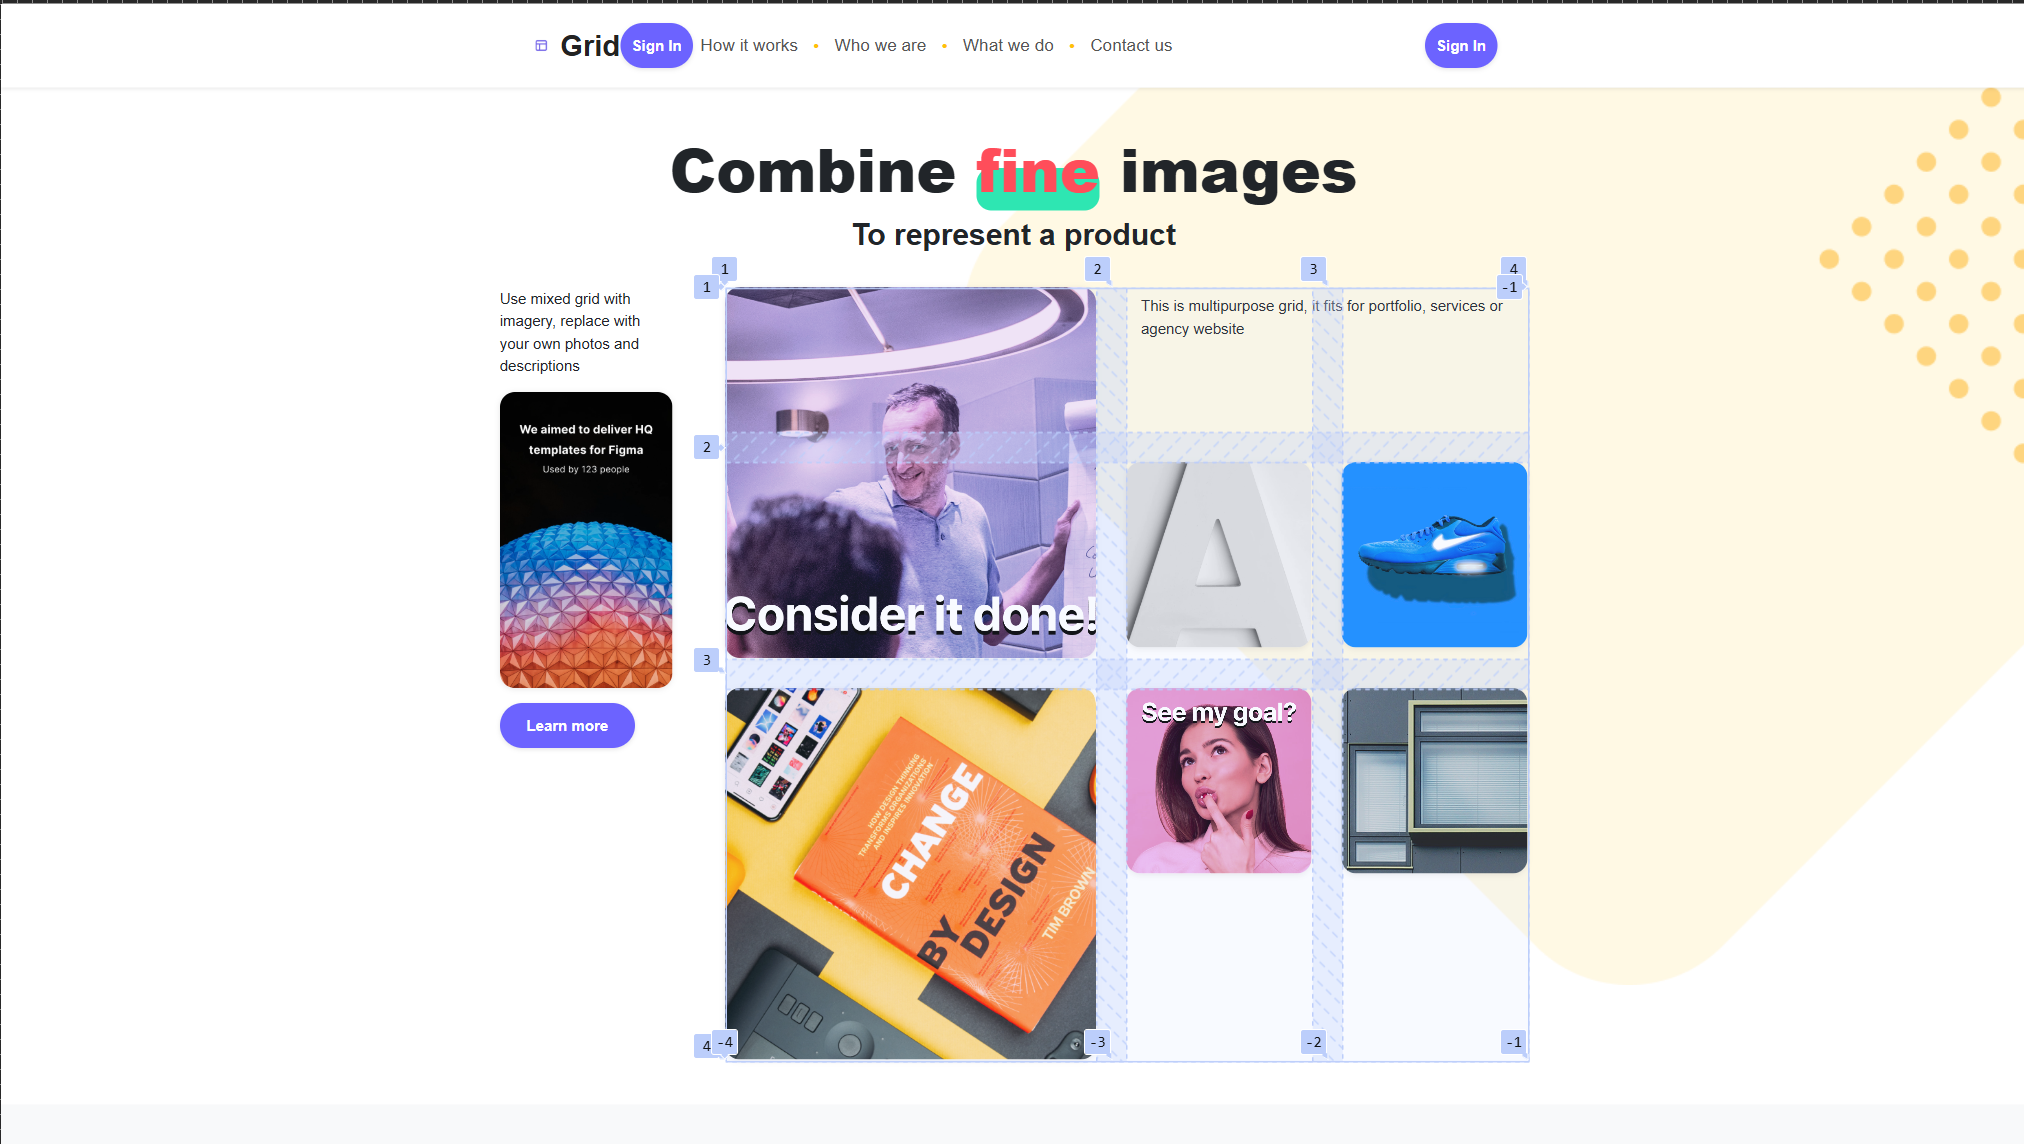 Grid
Sign In
How it works • Who we are • What we do • Contact us
Sign In
Combine fine images
To represent a product
1 2 3 4
1 -1
Use mixed grid with
imagery, replace with
your own photos and
descriptions
This is multipurpose grid, it fits for portfolio, services or
agency website
We aimed to deliver HQ
templates for Figma
Used by 123 people
2
Consider it done!
3
Learn more
See my goal?
HOW DESIGN THINKING
TRANSFORMS ORGANIZATIONS
AND INSPIRES INNOVATION
CHANGE
BY
DESIGN
TIM BROWN
4 -4 -3 -2 -1